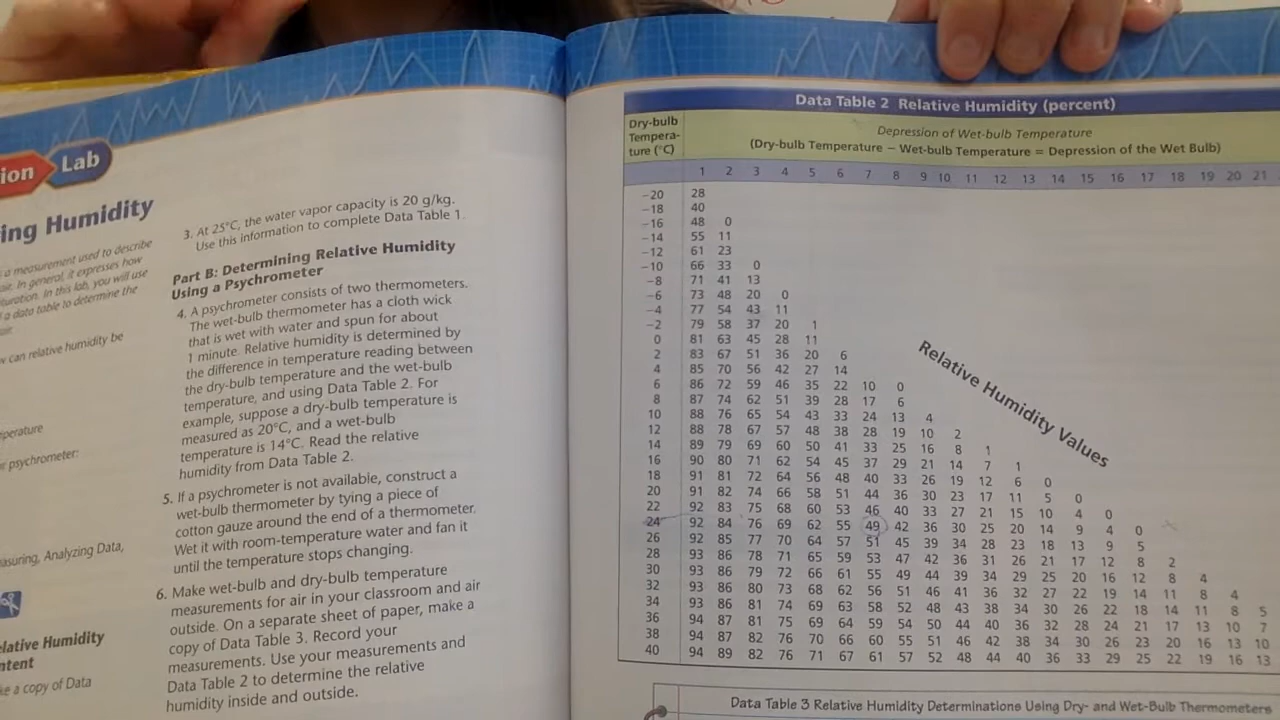 ion Lab
ing Humidity
a measurement used to describe
air. In general, it expresses how
In this lab, you will use
a data table to determine the
can relative humidity be
psychrometer:
asuring, Analyzing Data,
elative Humidity
ntent
ke a copy of Data
3. At 25°C, the water vapor capacity is 20 g/kg.
Use this information to complete Data Table 1.
Part B: Determining Relative Humidity
Using a Psychrometer
4. A psychrometer consists of two thermometers.
The wet-bulb thermometer has a cloth wick
that is wet with water and spun for about
1 minute. Relative humidity is determined by
the difference in temperature reading between
the dry-bulb temperature and the wet-bulb
temperature, and using Data Table 2. For
example, suppose a dry-bulb temperature is
measured as 20°C, and a wet-bulb
temperature is 14°C. Read the relative
humidity from Data Table 2.
5. If a psychrometer is not available, construct a
wet-bulb thermometer by tying a piece of
cotton gauze around the end of a thermometer.
Wet it with room-temperature water and fan it
until the temperature stops changing.
6. Make wet-bulb and dry-bulb temperature
measurements for air in your classroom and air
outside. On a separate sheet of paper, make a
copy of Data Table 3. Record your
measurements. Use your measurements and
Data Table 2 to determine the relative
humidity inside and outside.
Data Table 2 Relative Humidity (percent)
Dry-bulb
Tempera-
ture (°C)
Depression of Wet-bulb Temperature
(Dry-bulb Temperature − Wet-bulb Temperature = Depression of the Wet Bulb)
1 2 3 4 5 6 7 8 9 10 11 12 13 14 15 16 17 18 19 20 21
−20 28
−18 40
−16 48 0
−14 55 11
−12 61 23
−10 66 33 0
−8 71 41 13
−6 73 48 20 0
−4 77 54 43 11
−2 79 58 37 20 1
0 81 63 45 28 11
2 83 67 51 36 20 6
4 85 70 56 42 27 14
6 86 72 59 46 35 22 10 0
8 87 74 62 51 39 28 17 6
10 88 76 65 54 43 33 24 13 4
12 88 78 67 57 48 38 28 19 10 2
14 89 79 69 60 50 41 33 25 16 8 1
16 90 80 71 62 54 45 37 29 21 14 7 1
18 91 81 72 64 56 48 40 33 26 19 12 6 0
20 91 82 74 66 58 51 44 36 30 23 17 11 5 0
22 92 83 75 68 60 53 46 40 33 27 21 15 10 4 0
24 92 84 76 69 62 55 49 42 36 30 25 20 14 9 4 0
26 92 85 77 70 64 57 51 45 39 34 28 23 18 13 9 5
28 93 86 78 71 65 59 53 47 42 36 31 26 21 17 12 8 2
30 93 86 79 72 66 61 55 49 44 39 34 29 25 20 16 12 8 4
32 93 86 80 73 68 62 56 51 46 41 36 32 27 22 19 14 11 8 4
34 93 86 81 74 69 63 58 52 48 43 38 34 30 26 22 18 14 11 8 5
36 94 87 81 75 69 64 59 54 50 44 40 36 32 28 24 21 17 13 10 7
38 94 87 82 76 70 66 60 55 51 46 42 38 34 30 26 23 20 16 13 10
40 94 89 82 76 71 67 61 57 52 48 44 40 36 33 29 25 22 19 16 13
Relative Humidity Values
Data Table 3 Relative Humidity Determinations Using Dry- and Wet-Bulb Thermometers